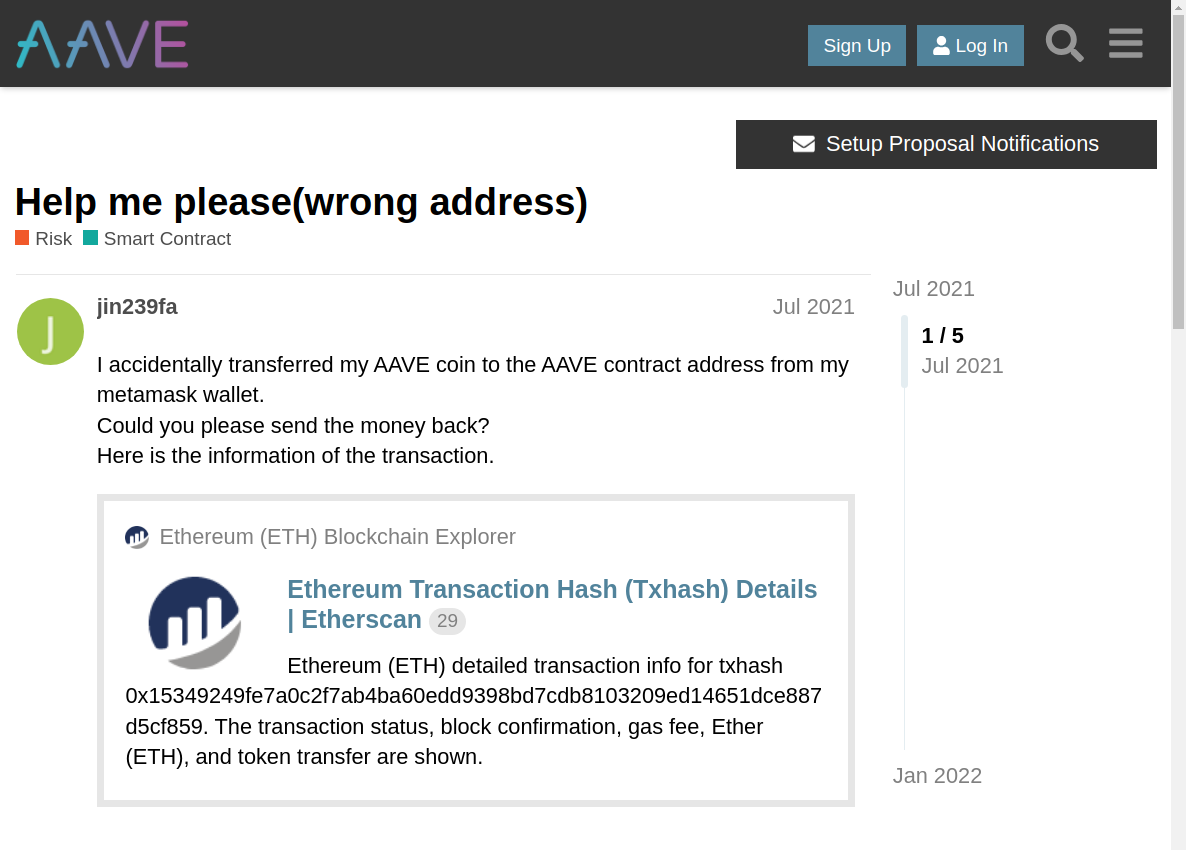 AAVE
Sign Up
Log In
Setup Proposal Notifications
Help me please(wrong address)
Risk
Smart Contract
J
jin239fa
Jul 2021
I accidentally transferred my AAVE coin to the AAVE contract address from my
metamask wallet.
Could you please send the money back?
Here is the information of the transaction.
Ethereum (ETH) Blockchain Explorer
Ethereum Transaction Hash (Txhash) Details
| Etherscan 29
Ethereum (ETH) detailed transaction info for txhash
0x15349249fe7a0c2f7ab4ba60edd9398bd7cdb8103209ed14651dce887
d5cf859. The transaction status, block confirmation, gas fee, Ether
(ETH), and token transfer are shown.
Jul 2021
1 / 5
Jul 2021
Jan 2022